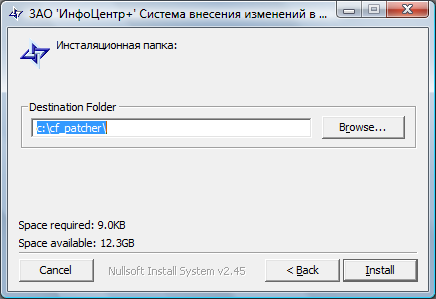 ЗАО 'ИнфоЦентр+' Система внесения изменений в ...
Инсталяционная папка:
Destination Folder
c:\cf_patcher\
Browse...
Space required: 9.0KB
Space available: 12.3GB
Cancel
Nullsoft Install System v2.45
< Back
Install